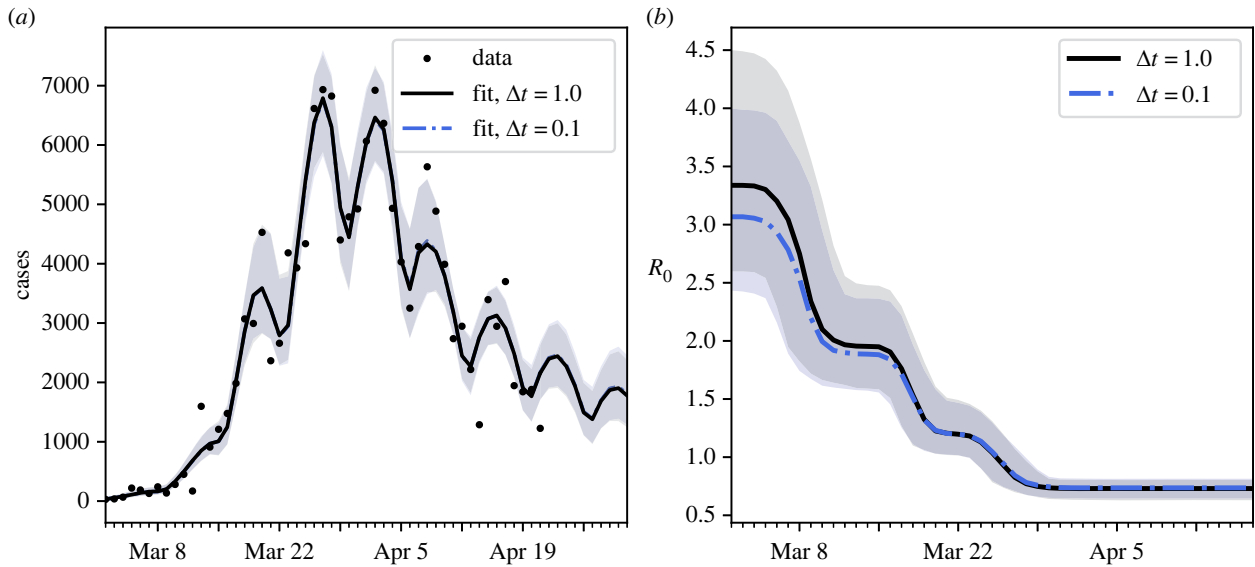 (a)
cases
7000
6000
5000
4000
3000
2000
1000
0
Mar 8
Mar 22
Apr 5
Apr 19
data
fit, Δt = 1.0
fit, Δt = 0.1
(b)
R0
4.5
4.0
3.5
3.0
2.5
2.0
1.5
1.0
0.5
Mar 8
Mar 22
Apr 5
Δt = 1.0
Δt = 0.1